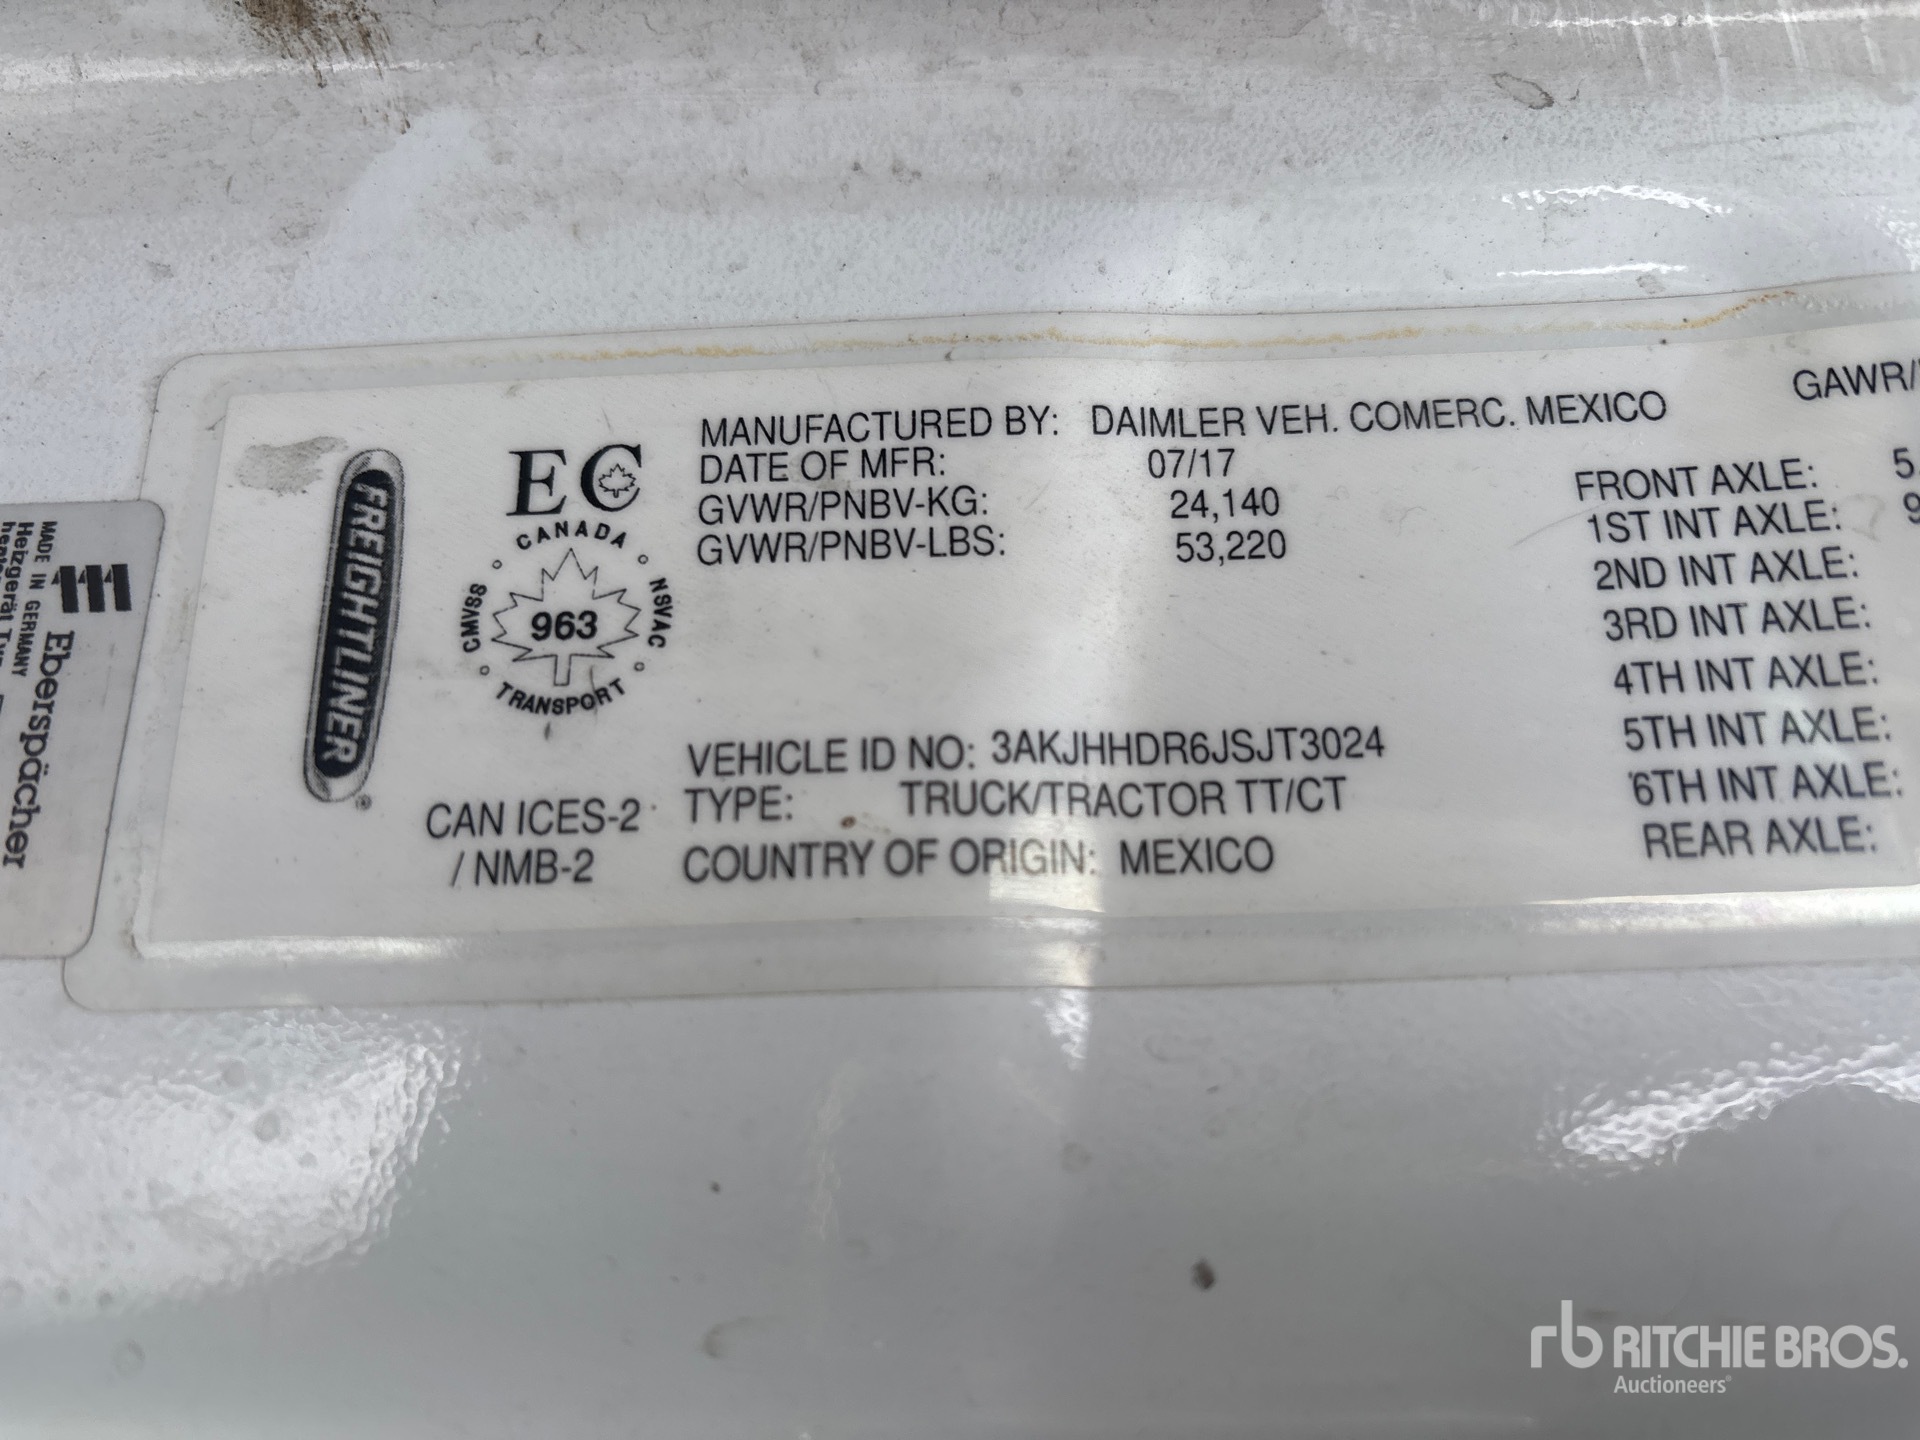 MADE IN GERMANY
Eberspächer
Heizgerät
FREIGHTLINER®
EC
CANADA
CMVSS
NSVAC
963
TRANSPORT
CAN ICES-2
/ NMB-2
MANUFACTURED BY: DAIMLER VEH. COMERC. MEXICO
DATE OF MFR: 07/17
GVWR/PNBV-KG: 24,140
GVWR/PNBV-LBS: 53,220
VEHICLE ID NO: 3AKJHHDR6JSJT3024
TYPE: TRUCK/TRACTOR TT/CT
COUNTRY OF ORIGIN: MEXICO
GAWR/
FRONT AXLE: 5
1ST INT AXLE: 9
2ND INT AXLE:
3RD INT AXLE:
4TH INT AXLE:
5TH INT AXLE:
6TH INT AXLE:
REAR AXLE:
rb RITCHIE BROS.
Auctioneers®